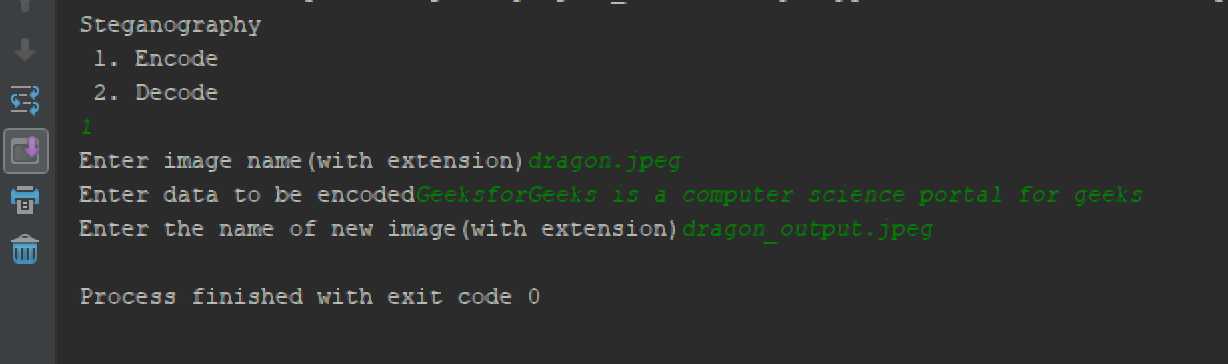 Steganography
1. Encode
2. Decode
1
Enter image name(with extension)dragon.jpeg
Enter data to be encodedGeeksforGeeks is a computer science portal for geeks
Enter the name of new image(with extension)dragon_output.jpeg
Process finished with exit code 0